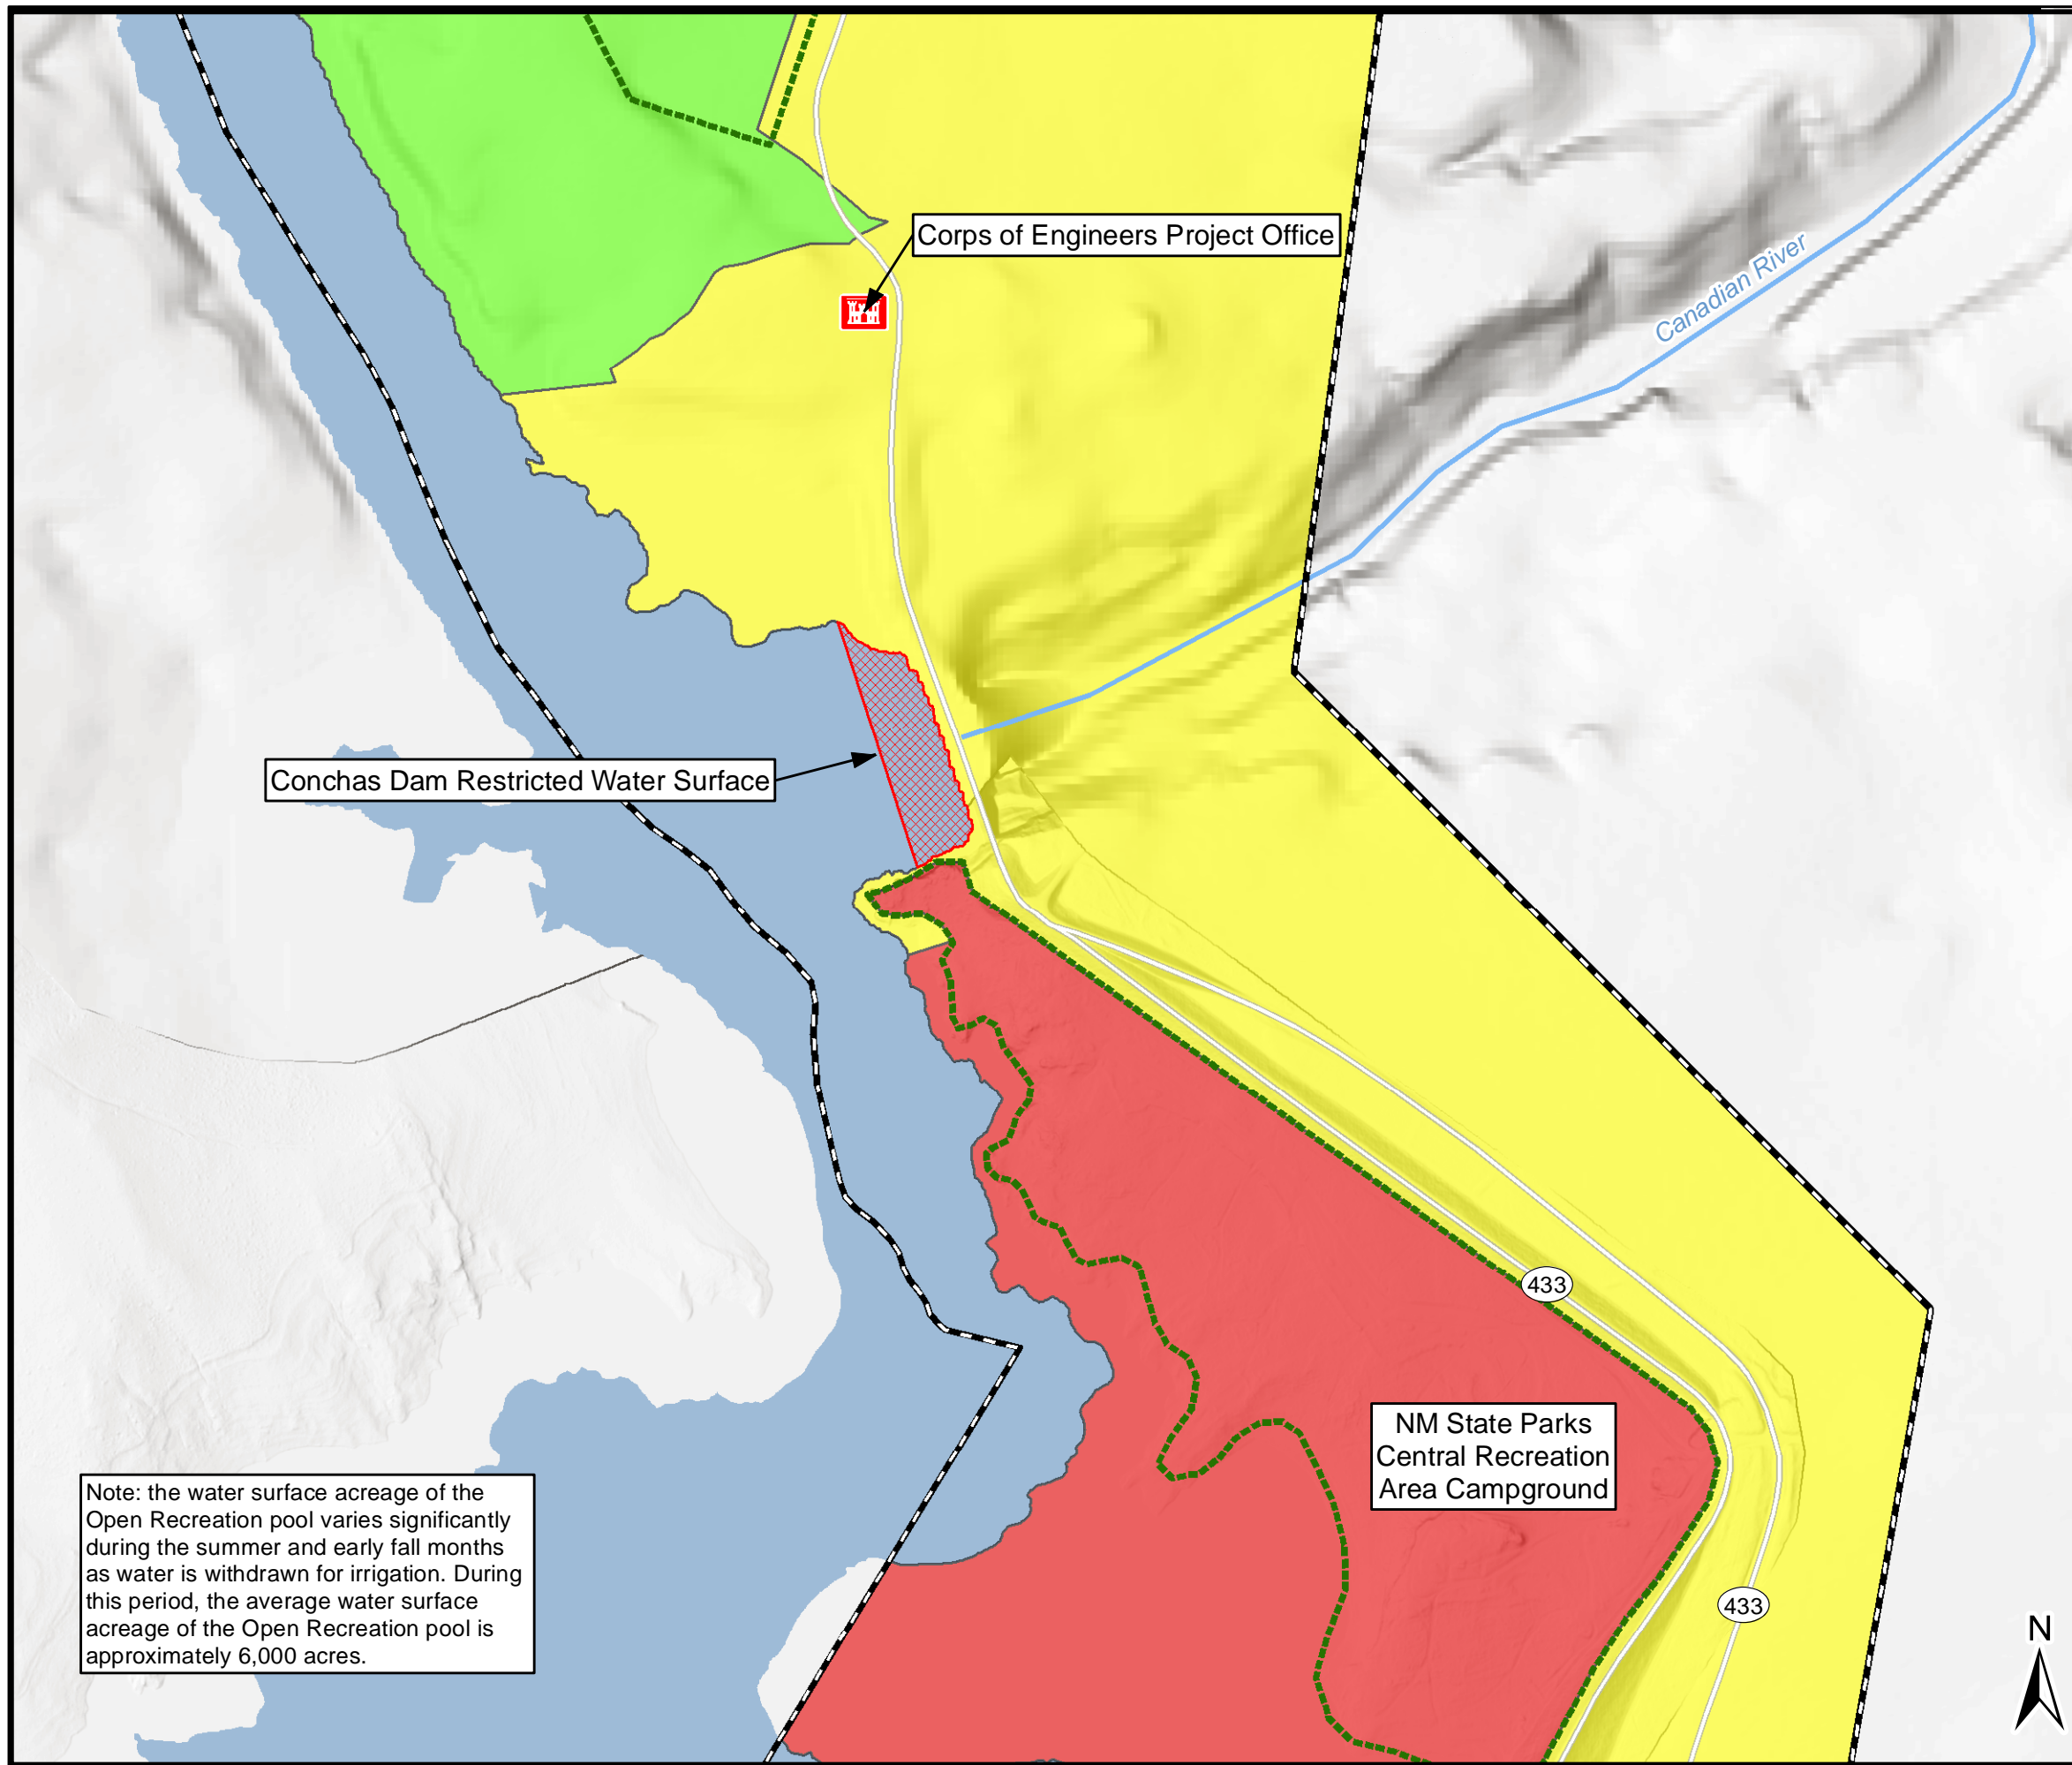 Corps of Engineers Project Office
Canadian River
Conchas Dam Restricted Water Surface
433
NM State Parks
Central Recreation
Area Campground
Note: the water surface acreage of the
Open Recreation pool varies significantly
during the summer and early fall months
as water is withdrawn for irrigation. During
this period, the average water surface
acreage of the Open Recreation pool is
approximately 6,000 acres.
433
N